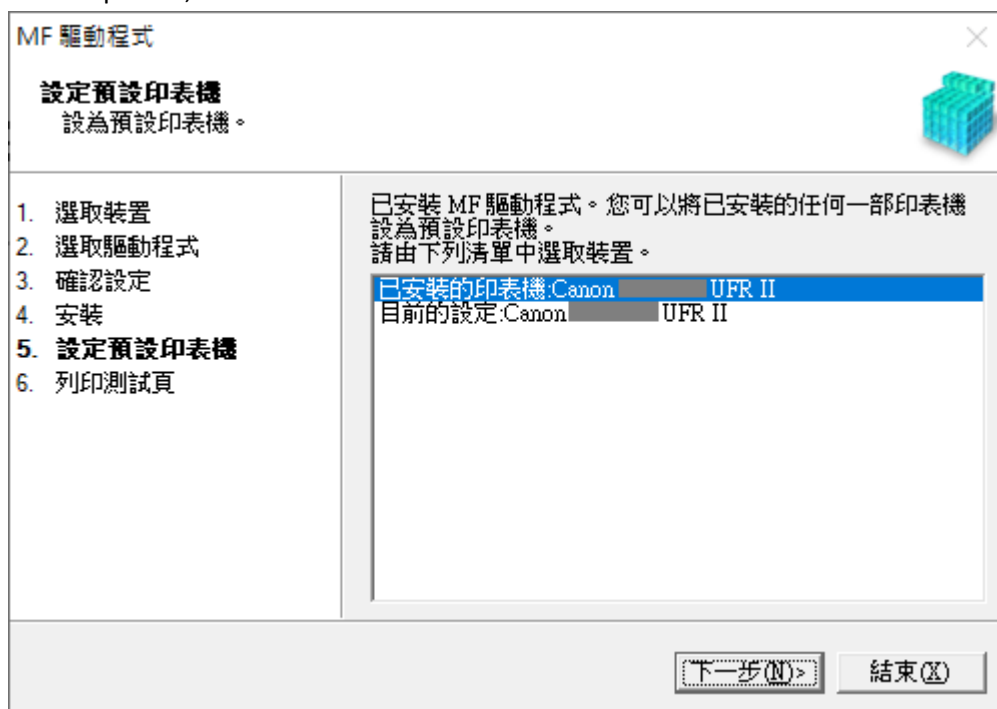 MF 驅動程式
設定預設印表機
設為預設印表機。
1. 選取裝置
2. 選取驅動程式
3. 確認設定
4. 安裝
5. 設定預設印表機
6. 列印測試頁
已安裝 MF 驅動程式。您可以將已安裝的任何一部印表機
設為預設印表機。
請由下列清單中選取裝置。
已安裝的印表機:Canon UFR II
目前的設定:Canon UFR II
下一步(N)>
結束(X)